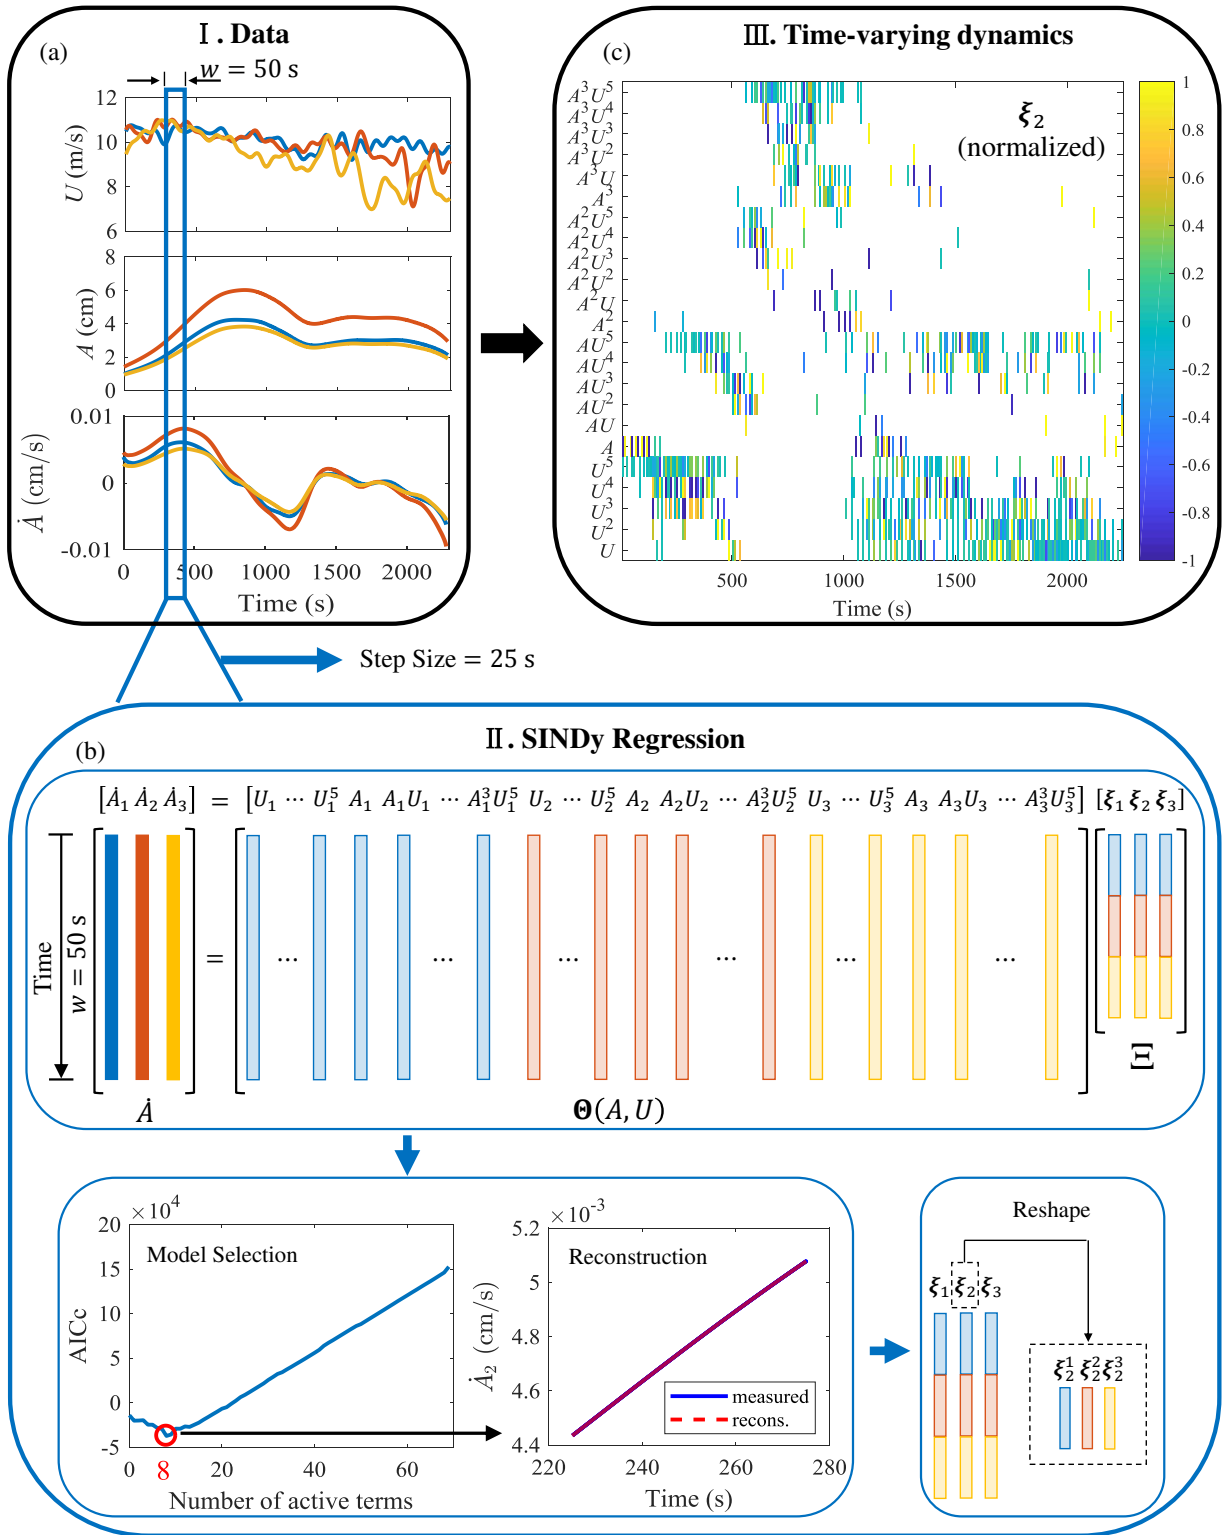 Ⅰ. Data
(a)
w = 50 s
12
10
8
6
U (m/s)
8
6
4
2
0
A (cm)
0.01
0
-0.01
Ȧ (cm/s)
0 500 1000 1500 2000
Time (s)
Ⅲ. Time-varying dynamics
(c)
ξ₂
(normalized)
A³U⁵
A³U⁴
A³U³
A³U²
A³U
A³
A²U⁵
A²U⁴
A²U³
A²U²
A²U
A²
AU⁵
AU⁴
AU³
AU²
AU
A
U⁵
U⁴
U³
U²
U
500 1000 1500 2000
Time (s)
1
0.8
0.6
0.4
0.2
0
-0.2
-0.4
-0.6
-0.8
-1
Step Size = 25 s
Ⅱ. SINDy Regression
(b)
[Ȧ₁ Ȧ₂ Ȧ₃] = [U₁ ⋯ U₁⁵ A₁ A₁U₁ ⋯ A₁³U₁⁵ U₂ ⋯ U₂⁵ A₂ A₂U₂ ⋯ A₂³U₂⁵ U₃ ⋯ U₃⁵ A₃ A₃U₃ ⋯ A₃³U₃⁵] [ξ₁ ξ₂ ξ₃]
Time
w = 50 s
= ⋯ ⋯ ⋯ ⋯ ⋯ ⋯
Ȧ
Θ(A, U)
Ξ
×10⁴
Model Selection
20
15
10
5
0
-5
AICc
0 8 20 40 60
Number of active terms
×10⁻³
Reconstruction
5.2
5
4.8
4.6
4.4
Ȧ₂ (cm/s)
measured
recons.
220 240 260 280
Time (s)
Reshape
ξ₁ ξ₂ ξ₃
ξ₂¹ ξ₂² ξ₂³